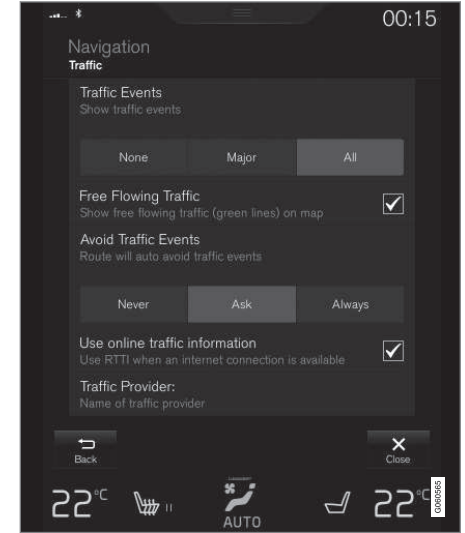 00:15
Navigation
Traffic
Traffic Events
Show traffic events
None Major All
Free Flowing Traffic
Show free flowing traffic (green lines) on map
Avoid Traffic Events
Route will auto avoid traffic events
Never Ask Always
Use online traffic information
Use RTTI when an internet connection is available
Traffic Provider:
Name of traffic provider
Back
Close
22°C
22°C
AUTO
G060565